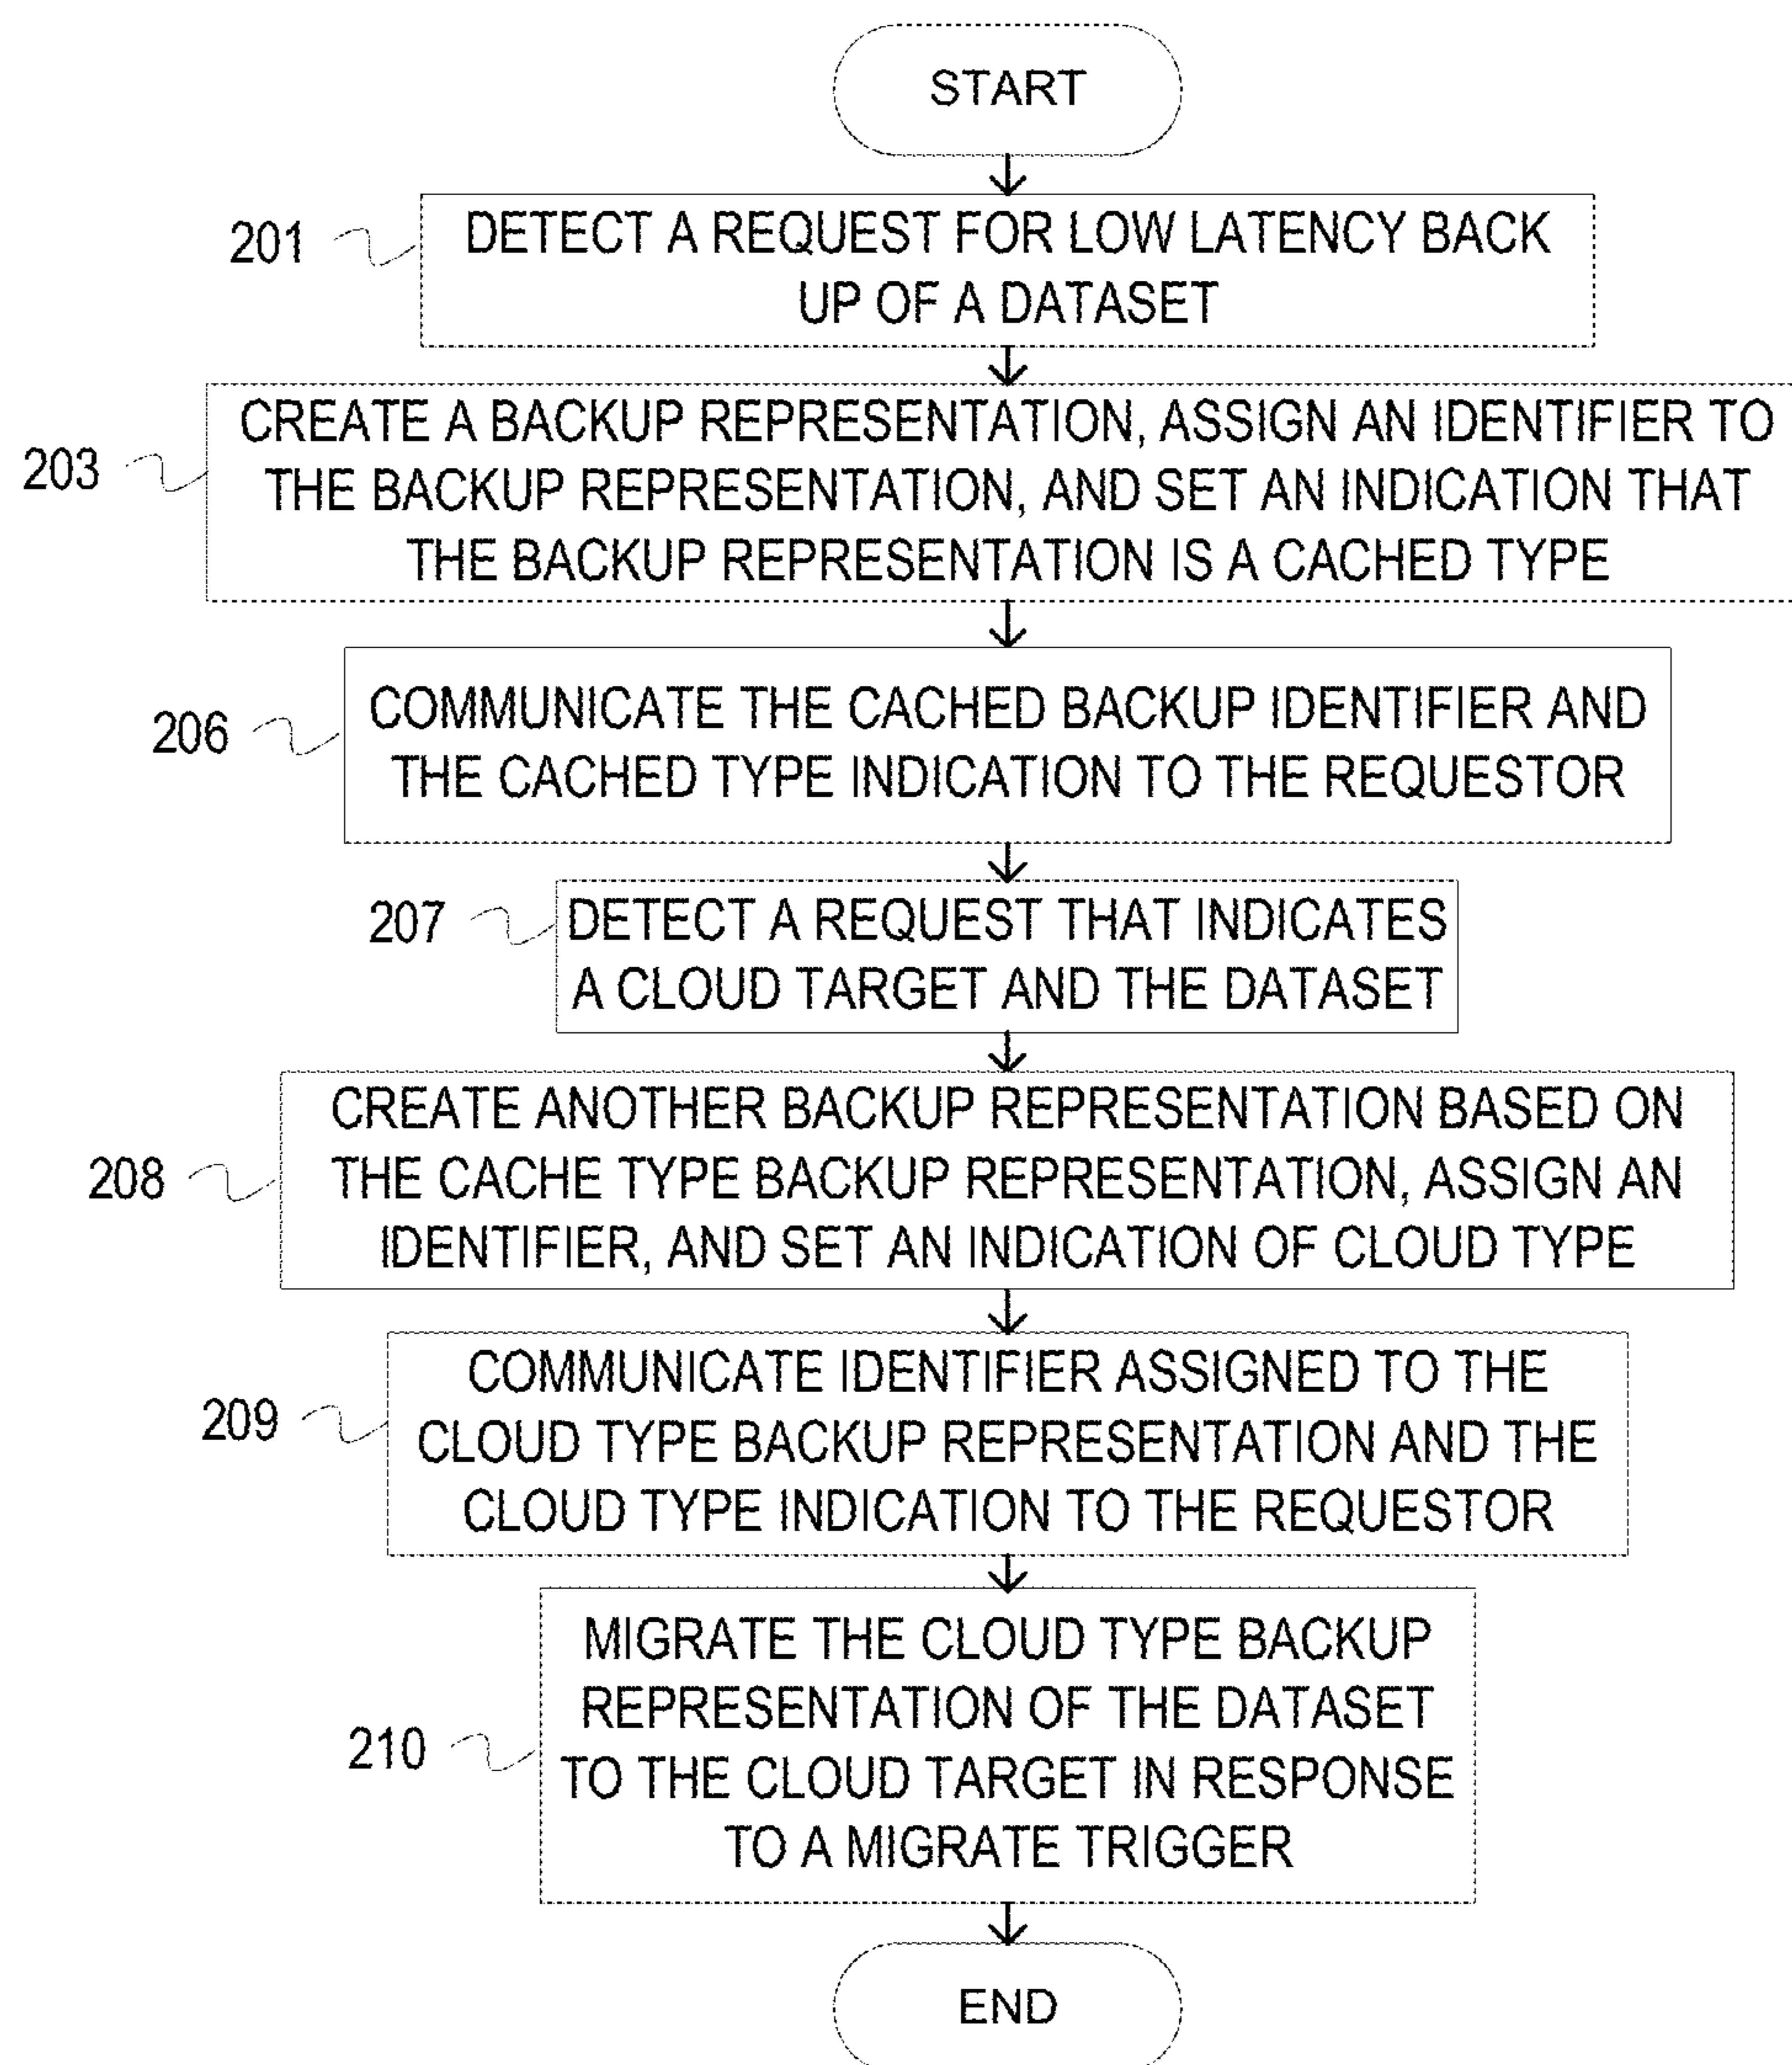 START
201
DETECT A REQUEST FOR LOW LATENCY BACK
UP OF A DATASET
203
CREATE A BACKUP REPRESENTATION, ASSIGN AN IDENTIFIER TO
THE BACKUP REPRESENTATION, AND SET AN INDICATION THAT
THE BACKUP REPRESENTATION IS A CACHED TYPE
206
COMMUNICATE THE CACHED BACKUP IDENTIFIER AND
THE CACHED TYPE INDICATION TO THE REQUESTOR
207
DETECT A REQUEST THAT INDICATES
A CLOUD TARGET AND THE DATASET
208
CREATE ANOTHER BACKUP REPRESENTATION BASED ON
THE CACHE TYPE BACKUP REPRESENTATION, ASSIGN AN
IDENTIFIER, AND SET AN INDICATION OF CLOUD TYPE
209
COMMUNICATE IDENTIFIER ASSIGNED TO THE
CLOUD TYPE BACKUP REPRESENTATION AND THE
CLOUD TYPE INDICATION TO THE REQUESTOR
210
MIGRATE THE CLOUD TYPE BACKUP
REPRESENTATION OF THE DATASET
TO THE CLOUD TARGET IN RESPONSE
TO A MIGRATE TRIGGER
END